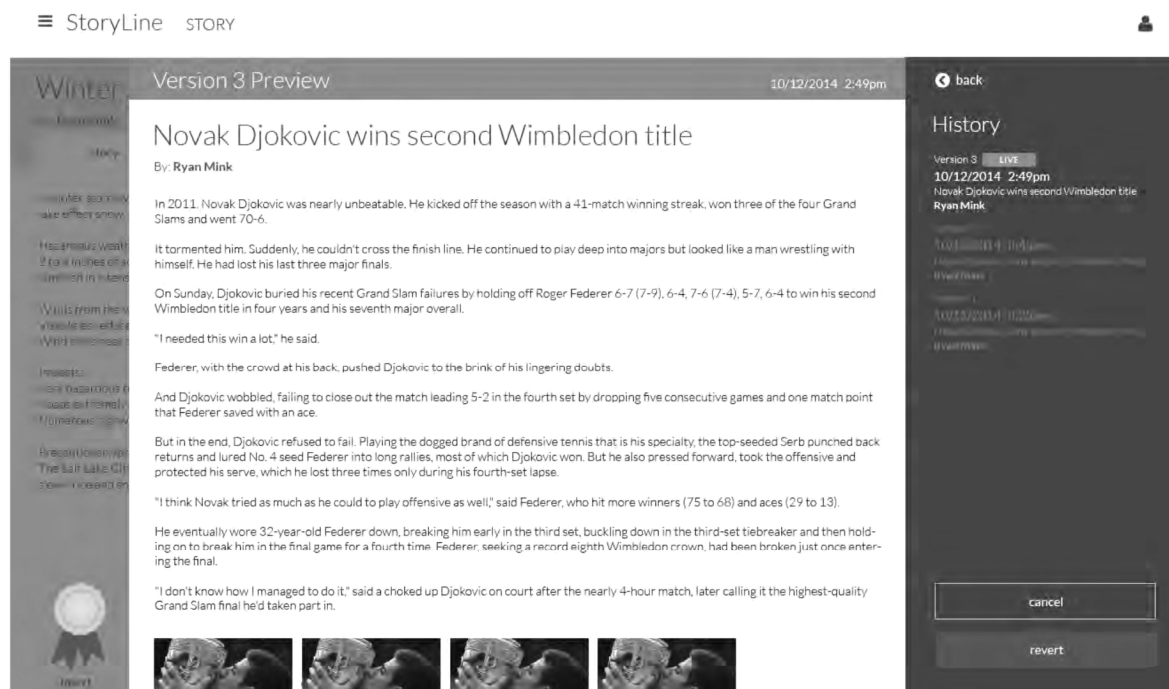 StoryLine STORY
Winter
Version 3 Preview 10/12/2014 2:49pm
Novak Djokovic wins second Wimbledon title
By: Ryan Mink
In 2011. Novak Djokovic was nearly unbeatable. He kicked off the season with a 41-match winning streak, won three of the four Grand
Slams and went 70-6.
It tormented him. Suddenly, he couldn't cross the finish line. He continued to play deep into majors but looked like a man wrestling with
himself. He had lost his last three major finals.
On Sunday, Djokovic buried his recent Grand Slam failures by holding off Roger Federer 6-7 (7-9), 6-4, 7-6 (7-4), 5-7, 6-4 to win his second
Wimbledon title in four years and his seventh major overall.
"I needed this win a lot," he said.
Federer, with the crowd at his back, pushed Djokovic to the brink of his lingering doubts.
And Djokovic wobbled, failing to close out the match leading 5-2 in the fourth set by dropping five consecutive games and one match point
that Federer saved with an ace.
But in the end, Djokovic refused to fail. Playing the dogged brand of defensive tennis that is his specialty, the top-seeded Serb punched back
returns and lured No. 4 seed Federer into long rallies, most of which Djokovic won. But he also pressed forward, took the offensive and
protected his serve, which he lost three times only during his fourth-set lapse.
"I think Novak tried as much as he could to play offensive as well," said Federer, who hit more winners (75 to 68) and aces (29 to 13).
He eventually wore 32-year-old Federer down, breaking him early in the third set, buckling down in the third-set tiebreaker and then hold-
ing on to break him in the final game for a fourth time. Federer, seeking a record eighth Wimbledon crown, had been broken just once enter-
ing the final.
"I don't know how I managed to do it," said a choked up Djokovic on court after the nearly 4-hour match, later calling it the highest-quality
Grand Slam final he'd taken part in.
back
History
Version 3 LIVE
10/12/2014 2:49pm
Novak Djokovic wins second Wimbledon title
Ryan Mink
cancel
revert